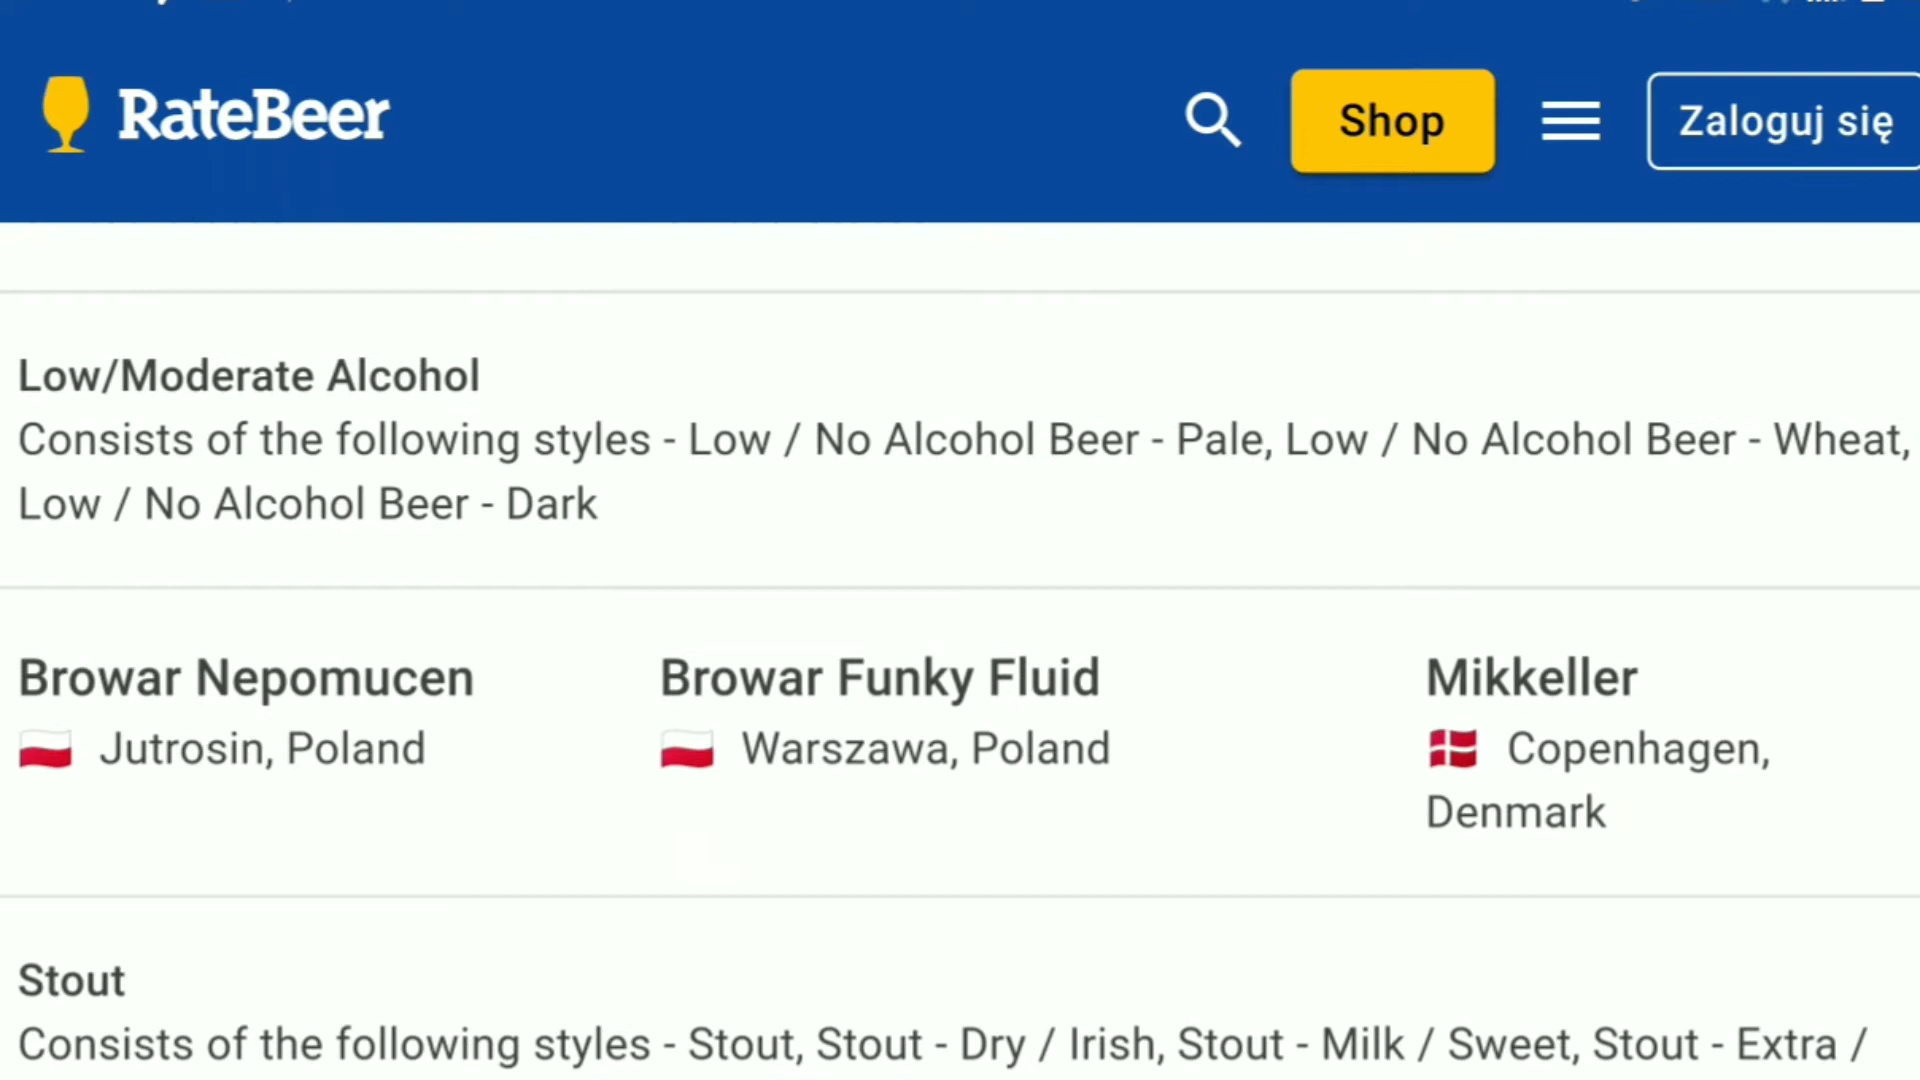 RateBeer
Shop
Zaloguj się
Low/Moderate Alcohol
Consists of the following styles - Low / No Alcohol Beer - Pale, Low / No Alcohol Beer - Wheat,
Low / No Alcohol Beer - Dark
Browar Nepomucen
Jutrosin, Poland
Browar Funky Fluid
Warszawa, Poland
Mikkeller
Copenhagen,
Denmark
Stout
Consists of the following styles - Stout, Stout - Dry / Irish, Stout - Milk / Sweet, Stout - Extra /